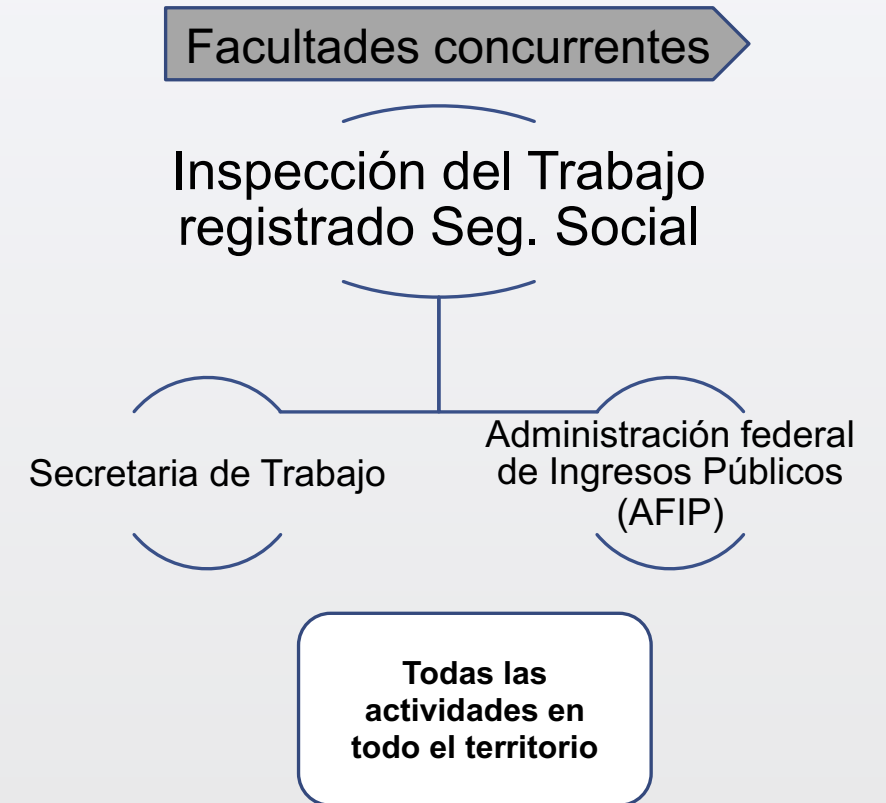 Facultades concurrentes
Inspección del Trabajo
registrado Seg. Social
Secretaria de Trabajo
Administración federal
de Ingresos Públicos
(AFIP)
Todas las
actividades en
todo el territorio